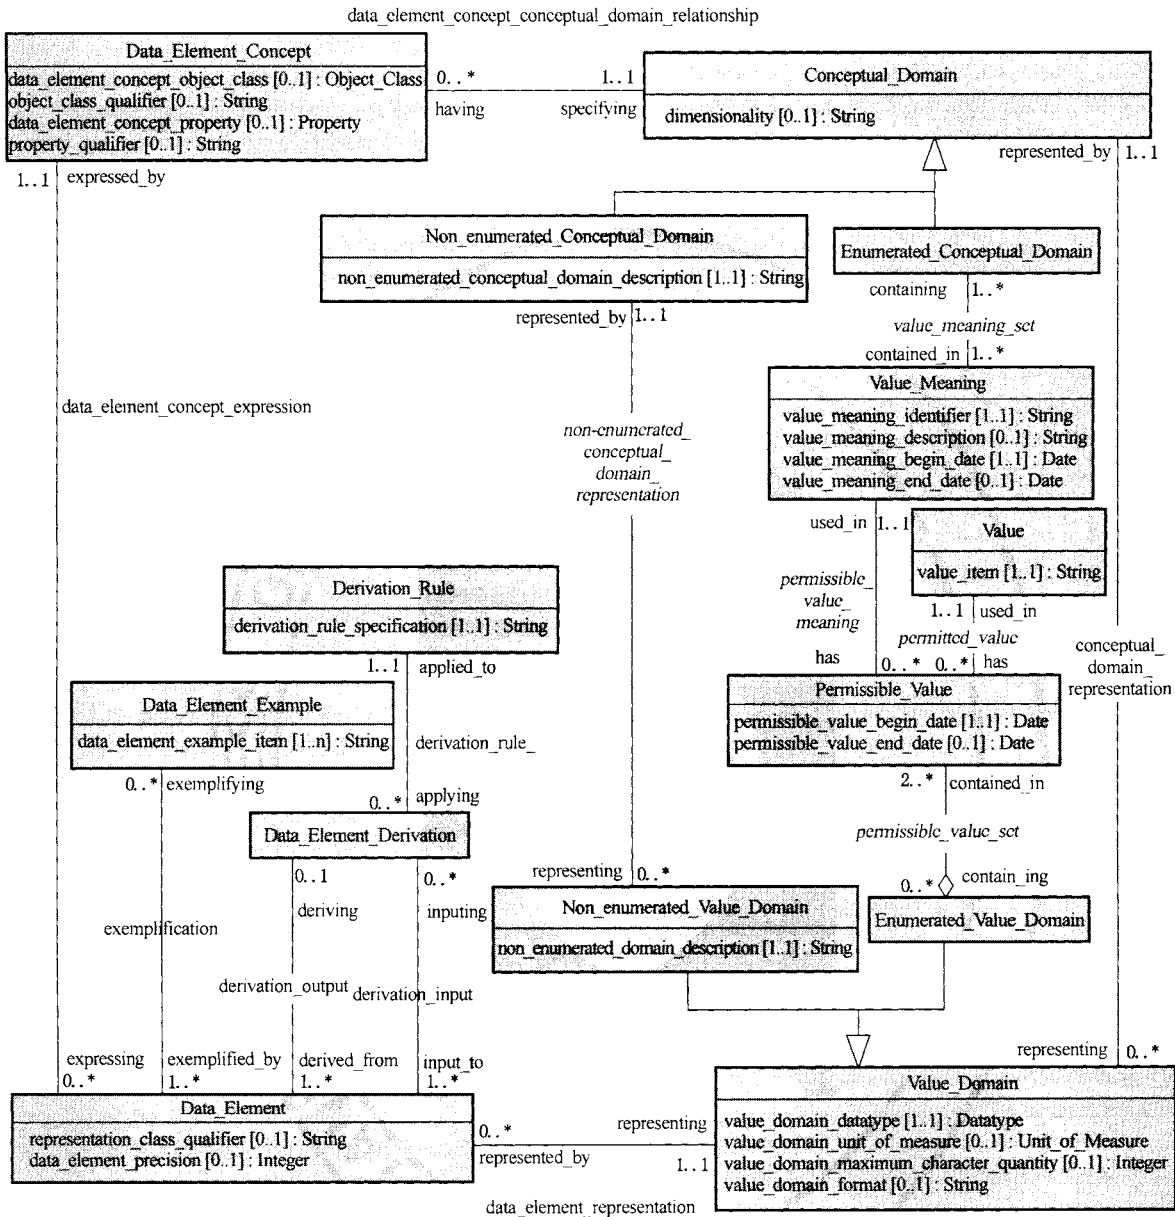 data_element_concept_conceptual_domain_relationship
Data_Element_Concept
data_element_concept_object_class [0..1] : Object_Class
object_class_qualifier [0..1] : String
data_element_concept_property [0..1] : Property
property_qualifier [0..1] : String
0..*
having
1..1
specifying
Conceptual_Domain
dimensionality [0..1] : String
1..1
expressed_by
represented_by
1..1
Non_enumerated_Conceptual_Domain
non_enumerated_conceptual_domain_description [1..1] : String
Enumerated_Conceptual_Domain
containing
1..*
represented_by
1..1
value_meaning_set
contained_in
1..*
Value_Meaning
value_meaning_identifier [1..1] : String
value_meaning_description [0..1] : String
value_meaning_begin_date [1..1] : Date
value_meaning_end_date [0..1] : Date
data_element_concept_expression
non-enumerated_
conceptual_
domain_
representation
used_in
1..1
Value
value_item [1..1] : String
1..1
used_in
permissible_
value_
meaning
permitted_value
has
0..*
0..*
has
conceptual_
domain_
representation
Derivation_Rule
derivation_rule_specification [1..1] : String
1..1
applied_to
Data_Element_Example
data_element_example_item [1..n] : String
derivation_rule_
0..*
exemplifying
0..*
applying
Permissible_Value
permissible_value_begin_date [1..1] : Date
permissible_value_end_date [0..1] : Date
2..*
contained_in
Data_Element_Derivation
permissible_value_set
0..1
deriving
0..*
inputing
representing
0..*
0..*
contain_ing
Non_enumerated_Value_Domain
non_enumerated_domain_description [1..1] : String
Enumerated_Value_Domain
exemplification
derivation_output
derivation_input
expressing
0..*
exemplified_by
1..*
derived_from
1..*
input_to
1..*
representing
0..*
Data_Element
representation_class_qualifier [0..1] : String
data_element_precision [0..1] : Integer
0..*
represented_by
representing
1..1
Value_Domain
value_domain_datatype [1..1] : Datatype
value_domain_unit_of_measure [0..1] : Unit_of_Measure
value_domain_maximum_character_quantity [0..1] : Integer
value_domain_format [0..1] : String
data_element_representation